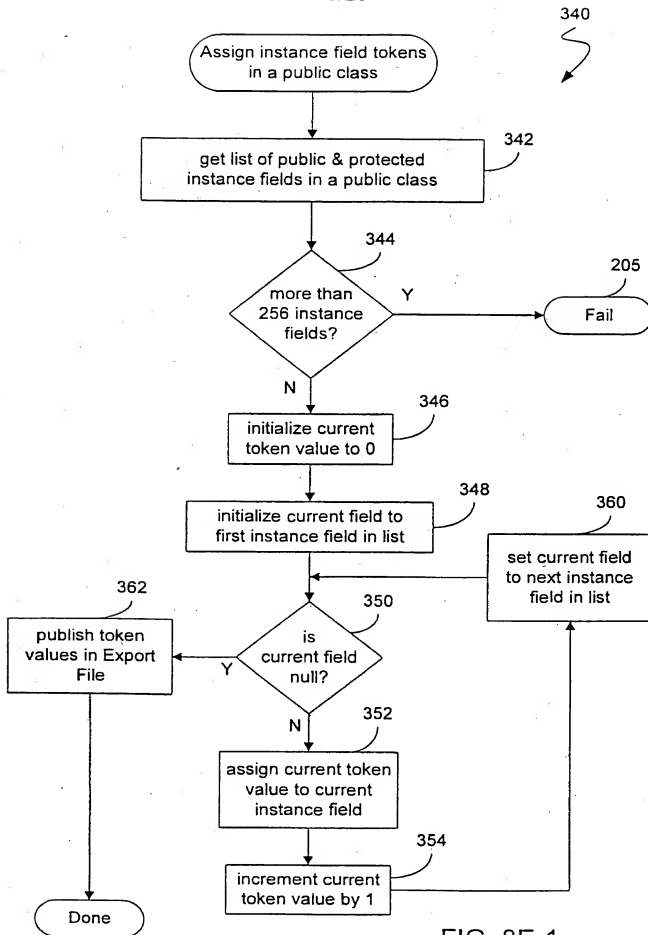 340
Assign instance field tokens
in a public class
342
get list of public & protected
instance fields in a public class
344
more than
256 instance
fields?
Y
205
Fail
N
346
initialize current
token value to 0
348
initialize current field to
first instance field in list
360
set current field
to next instance
field in list
362
publish token
values in Export
File
350
is
current field
null?
Y
N
352
assign current token
value to current
instance field
354
increment current
token value by 1
Done